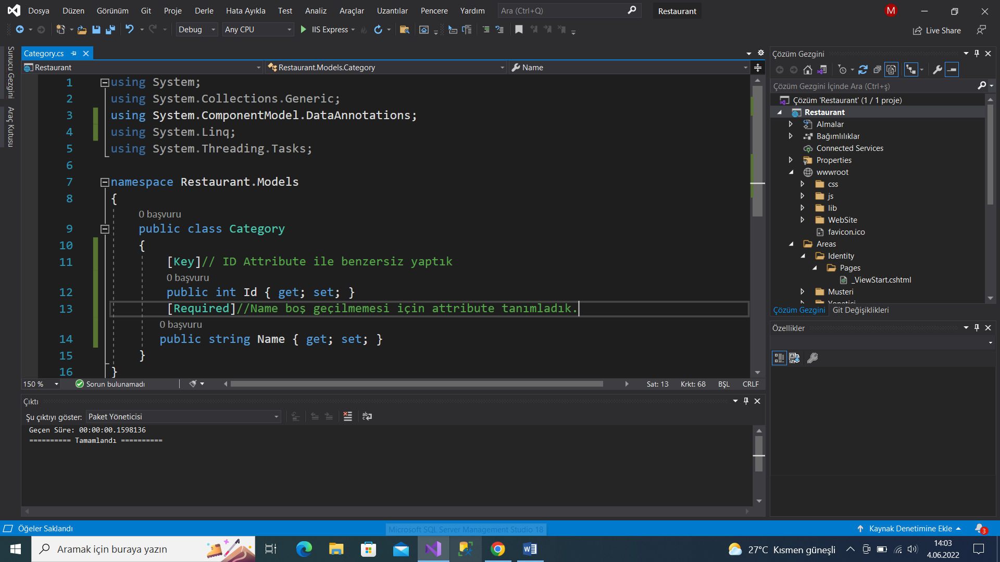 Dosya Düzen Görünüm Git Proje Derle Hata Ayıkla Test Analiz Araçlar Uzantılar Pencere Yardım Ara (Ctrl+Q) Restaurant M
Debug Any CPU IIS Express Live Share
Sunucu Gezgini
Araç Kutusu
Category.cs
Restaurant Restaurant.Models.Category Name
1 using System;
2 using System.Collections.Generic;
3 using System.ComponentModel.DataAnnotations;
4 using System.Linq;
5 using System.Threading.Tasks;
6
7 namespace Restaurant.Models
8 {
0 başvuru
9 public class Category
10 {
11 [Key]// ID Attribute ile benzersiz yaptık
0 başvuru
12 public int Id { get; set; }
13 [Required]//Name boş geçilmemesi için attribute tanımladık.
0 başvuru
14 public string Name { get; set; }
15 }
16 }
150 % Sorun bulunamadı Sat: 13 Krkt: 68 BŞL CRLF
Çıktı
Şu çıktıyı göster: Paket Yöneticisi
Geçen Süre: 00:00:00.1598136
========== Tamamlandı ==========
Çözüm Gezgini
Çözüm Gezgini İçinde Ara (Ctrl+ş)
Çözüm 'Restaurant' (1 / 1 proje)
Restaurant
Almalar
Bağımlılıklar
Connected Services
Properties
wwwroot
css
js
lib
WebSite
favicon.ico
Areas
Identity
Pages
_ViewStart.cshtml
Musteri
Yonetici
Çözüm Gezgini Git Değişiklikleri
Özellikler
Öğeler Saklandı Microsoft SQL Server Management Studio 18 Kaynak Denetimine Ekle 3
Aramak için buraya yazın 27°C Kısmen güneşli 14:03
4.06.2022